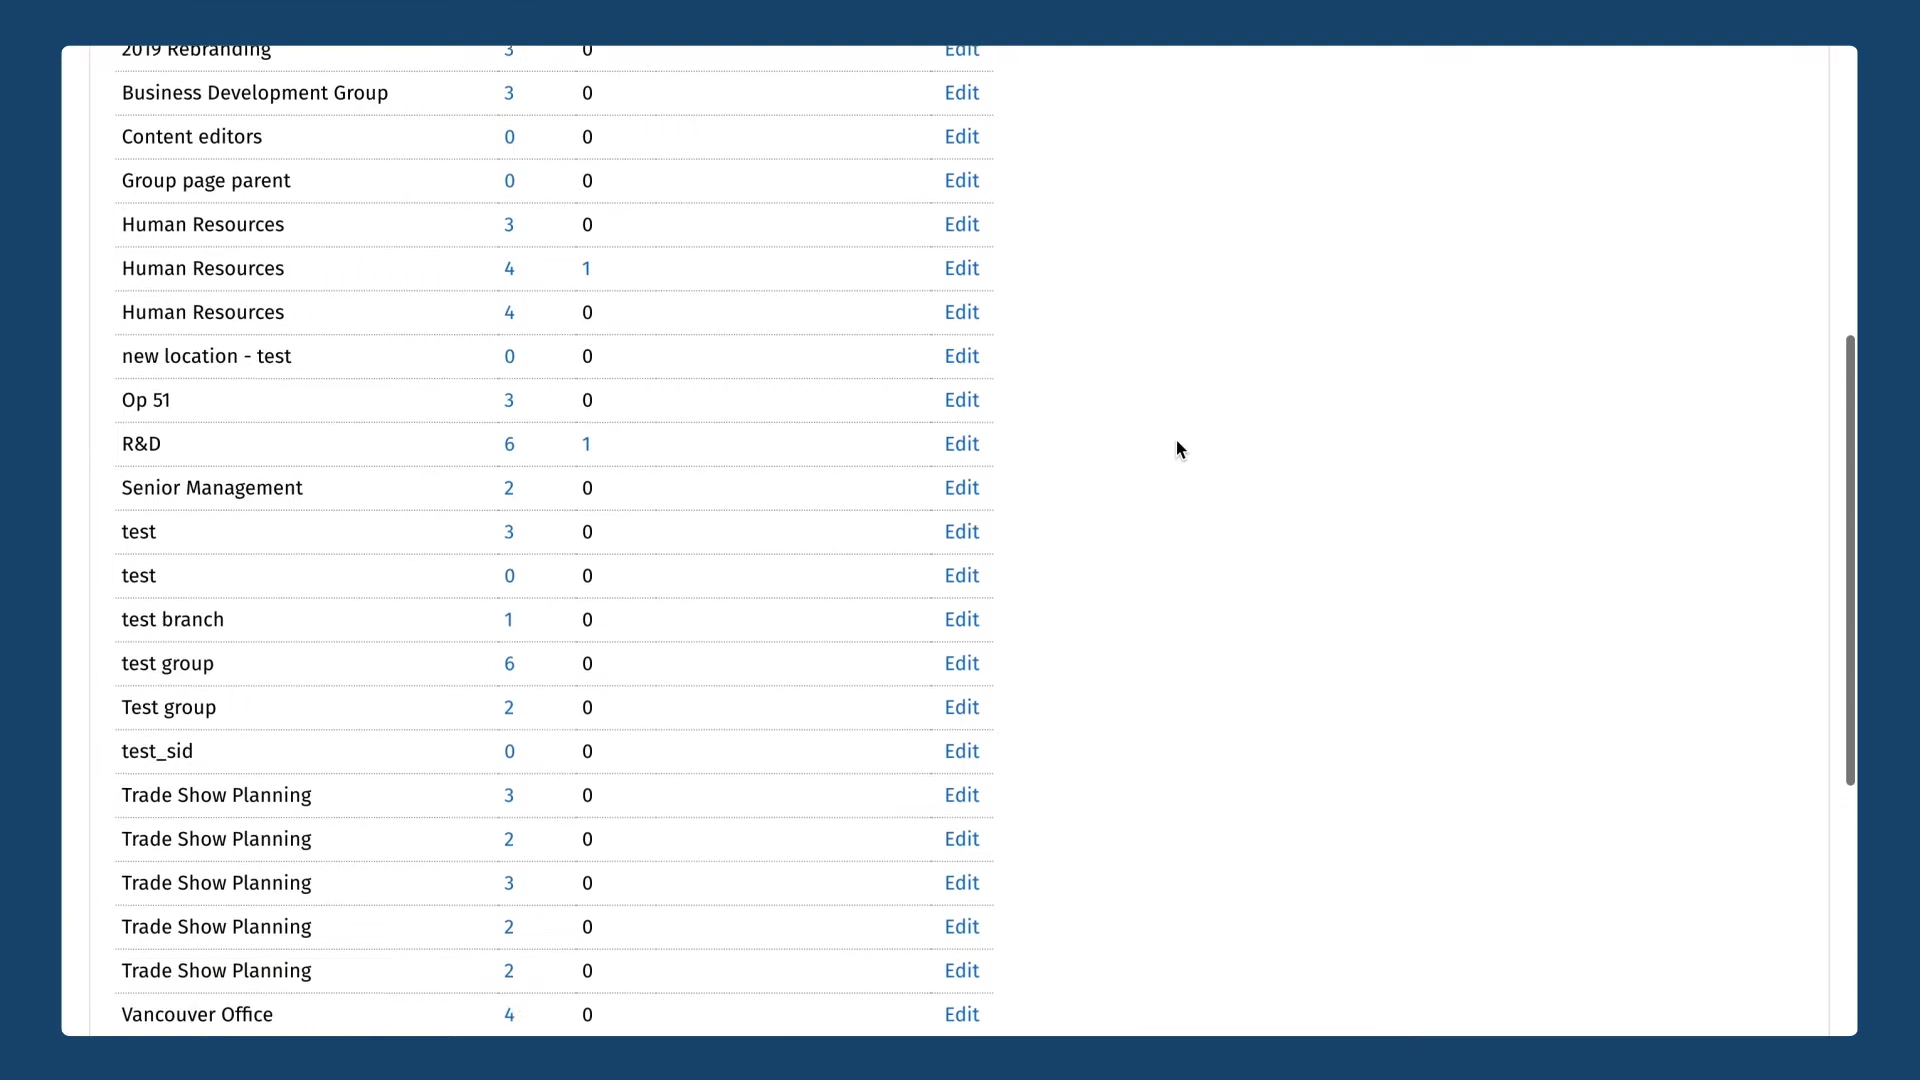 2019 Rebranding 3 0 Edit
Business Development Group 3 0 Edit
Content editors 0 0 Edit
Group page parent 0 0 Edit
Human Resources 3 0 Edit
Human Resources 4 1 Edit
Human Resources 4 0 Edit
new location - test 0 0 Edit
Op 51 3 0 Edit
R&D 6 1 Edit
Senior Management 2 0 Edit
test 3 0 Edit
test 0 0 Edit
test branch 1 0 Edit
test group 6 0 Edit
Test group 2 0 Edit
test_sid 0 0 Edit
Trade Show Planning 3 0 Edit
Trade Show Planning 2 0 Edit
Trade Show Planning 3 0 Edit
Trade Show Planning 2 0 Edit
Trade Show Planning 2 0 Edit
Vancouver Office 4 0 Edit